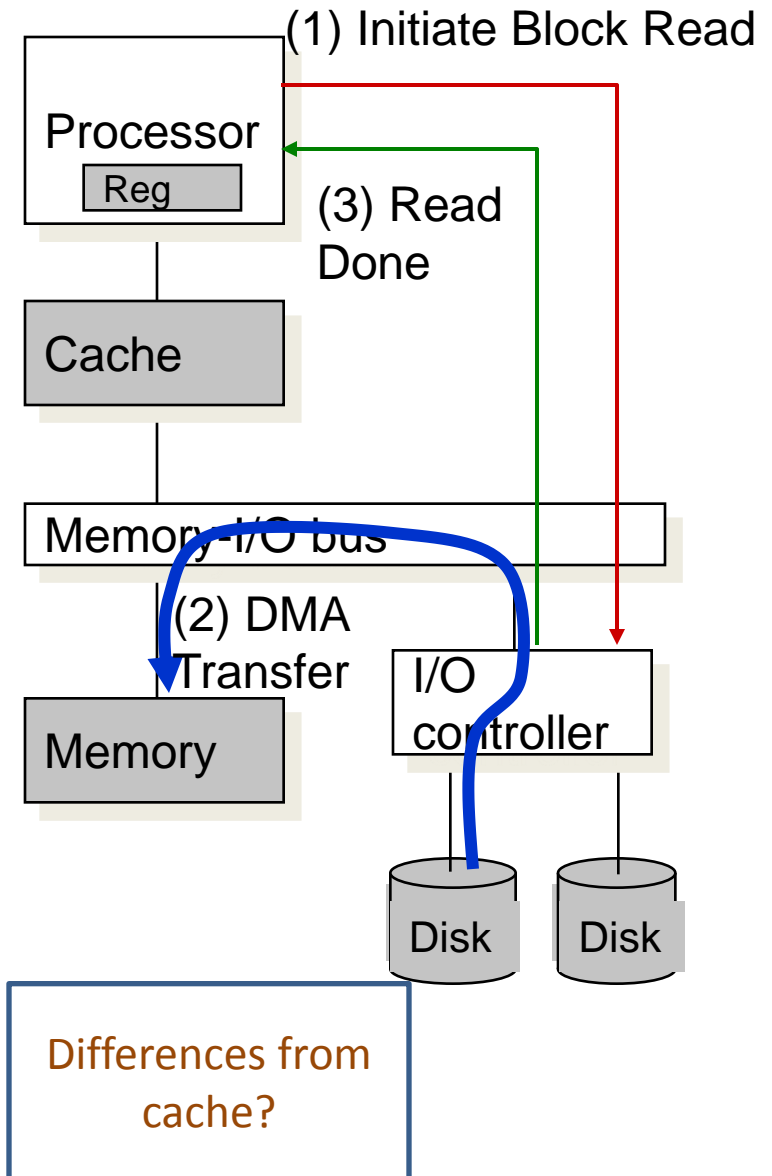 (1) Initiate Block Read
Processor
Reg
(3) Read
Done
Cache
Memory-I/O bus
(2) DMA
Transfer
I/O
controller
Memory
Disk
Disk
Differences from
cache?